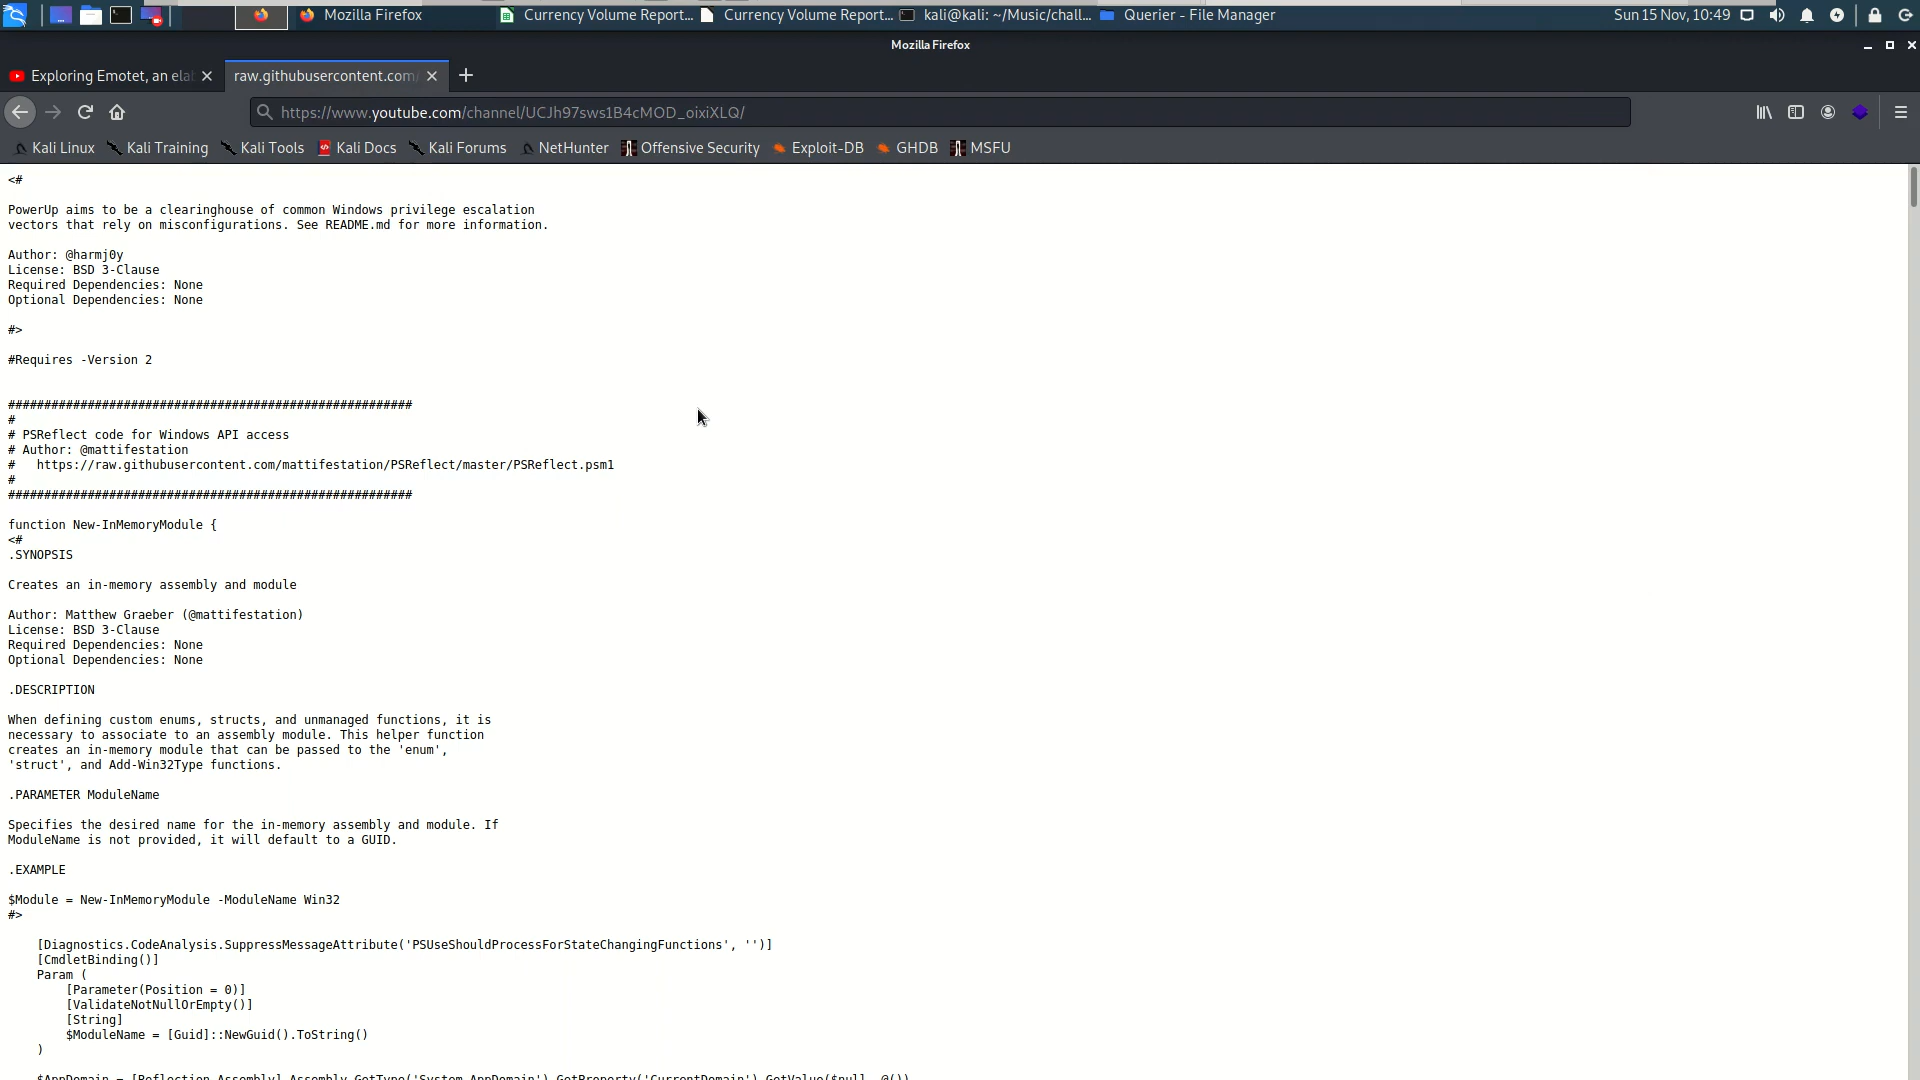 Mozilla Firefox
Currency Volume Report...
Currency Volume Report...
kali@kali: ~/Music/chall...
Querier - File Manager
Sun 15 Nov, 10:49
Mozilla Firefox
Exploring Emotet, an ela
raw.githubusercontent.com/
https://www.youtube.com/channel/UCJh97sws1B4cMOD_oixiXLQ/
Kali Linux
Kali Training
Kali Tools
Kali Docs
Kali Forums
NetHunter
Offensive Security
Exploit-DB
GHDB
MSFU
<#
PowerUp aims to be a clearinghouse of common Windows privilege escalation
vectors that rely on misconfigurations. See README.md for more information.
Author: @harmj0y
License: BSD 3-Clause
Required Dependencies: None
Optional Dependencies: None
#>
#Requires -Version 2
########################################################
#
# PSReflect code for Windows API access
# Author: @mattifestation
#   https://raw.githubusercontent.com/mattifestation/PSReflect/master/PSReflect.psm1
#
########################################################
function New-InMemoryModule {
<#
.SYNOPSIS
Creates an in-memory assembly and module
Author: Matthew Graeber (@mattifestation)
License: BSD 3-Clause
Required Dependencies: None
Optional Dependencies: None
.DESCRIPTION
When defining custom enums, structs, and unmanaged functions, it is
necessary to associate to an assembly module. This helper function
creates an in-memory module that can be passed to the 'enum',
'struct', and Add-Win32Type functions.
.PARAMETER ModuleName
Specifies the desired name for the in-memory assembly and module. If
ModuleName is not provided, it will default to a GUID.
.EXAMPLE
$Module = New-InMemoryModule -ModuleName Win32
#>
    [Diagnostics.CodeAnalysis.SuppressMessageAttribute('PSUseShouldProcessForStateChangingFunctions', '')]
    [CmdletBinding()]
    Param (
        [Parameter(Position = 0)]
        [ValidateNotNullOrEmpty()]
        [String]
        $ModuleName = [Guid]::NewGuid().ToString()
    )
    $AppDomain = [Reflection.Assembly].Assembly.GetType('System.AppDomain').GetProperty('CurrentDomain').GetValue($null, @())